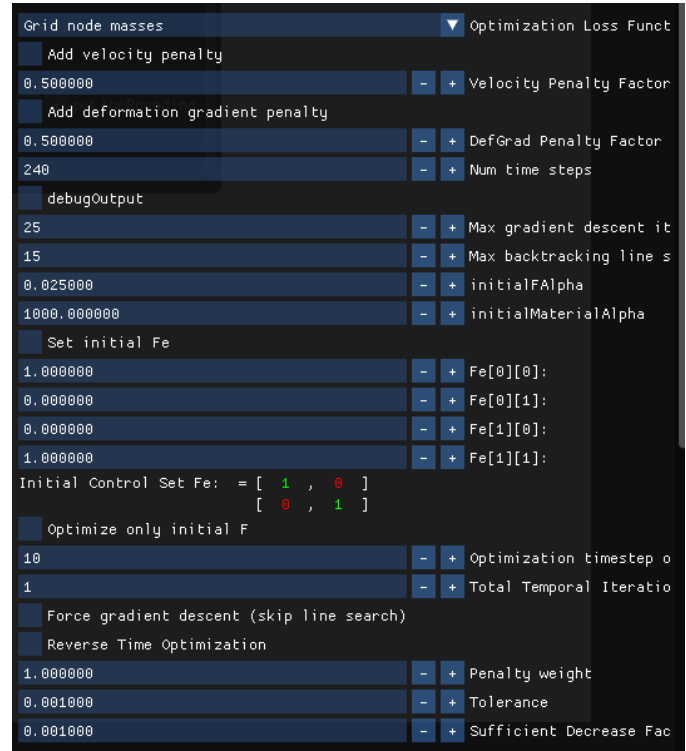 Grid node masses Optimization Loss Funct
Add velocity penalty
0.500000 - + Velocity Penalty Factor
Add deformation gradient penalty
0.500000 - + DefGrad Penalty Factor
240 - + Num time steps
debugOutput
25 - + Max gradient descent it
15 - + Max backtracking line s
0.025000 - + initialFAlpha
1000.000000 - + initialMaterialAlpha
Set initial Fe
1.000000 - + Fe[0][0]:
0.000000 - + Fe[0][1]:
0.000000 - + Fe[1][0]:
1.000000 - + Fe[1][1]:
Initial Control Set Fe: = [ 1 , 0 ]
[ 0 , 1 ]
Optimize only initial F
10 - + Optimization timestep o
1 - + Total Temporal Iteratio
Force gradient descent (skip line search)
Reverse Time Optimization
1.000000 - + Penalty weight
0.001000 - + Tolerance
0.001000 - + Sufficient Decrease Fac